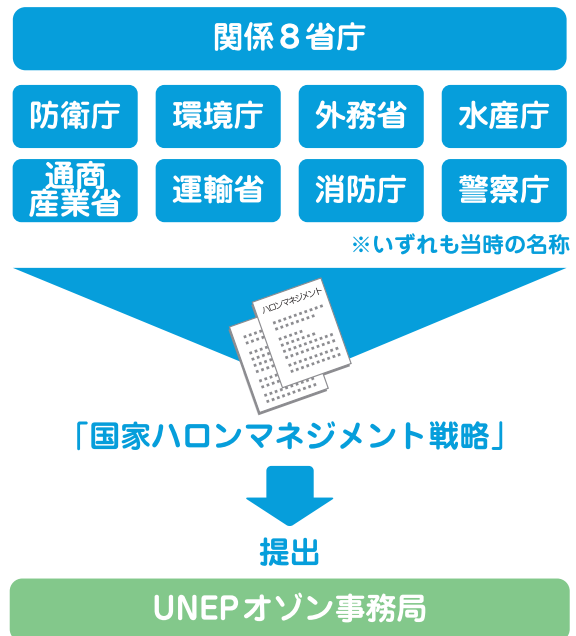 関係８省庁
防衛庁
環境庁
外務省
水産庁
通商
産業省
運輸省
消防庁
警察庁
※いずれも当時の名称
ハロンマネジメント
「国家ハロンマネジメント戦略」
提出
UNEPオゾン事務局